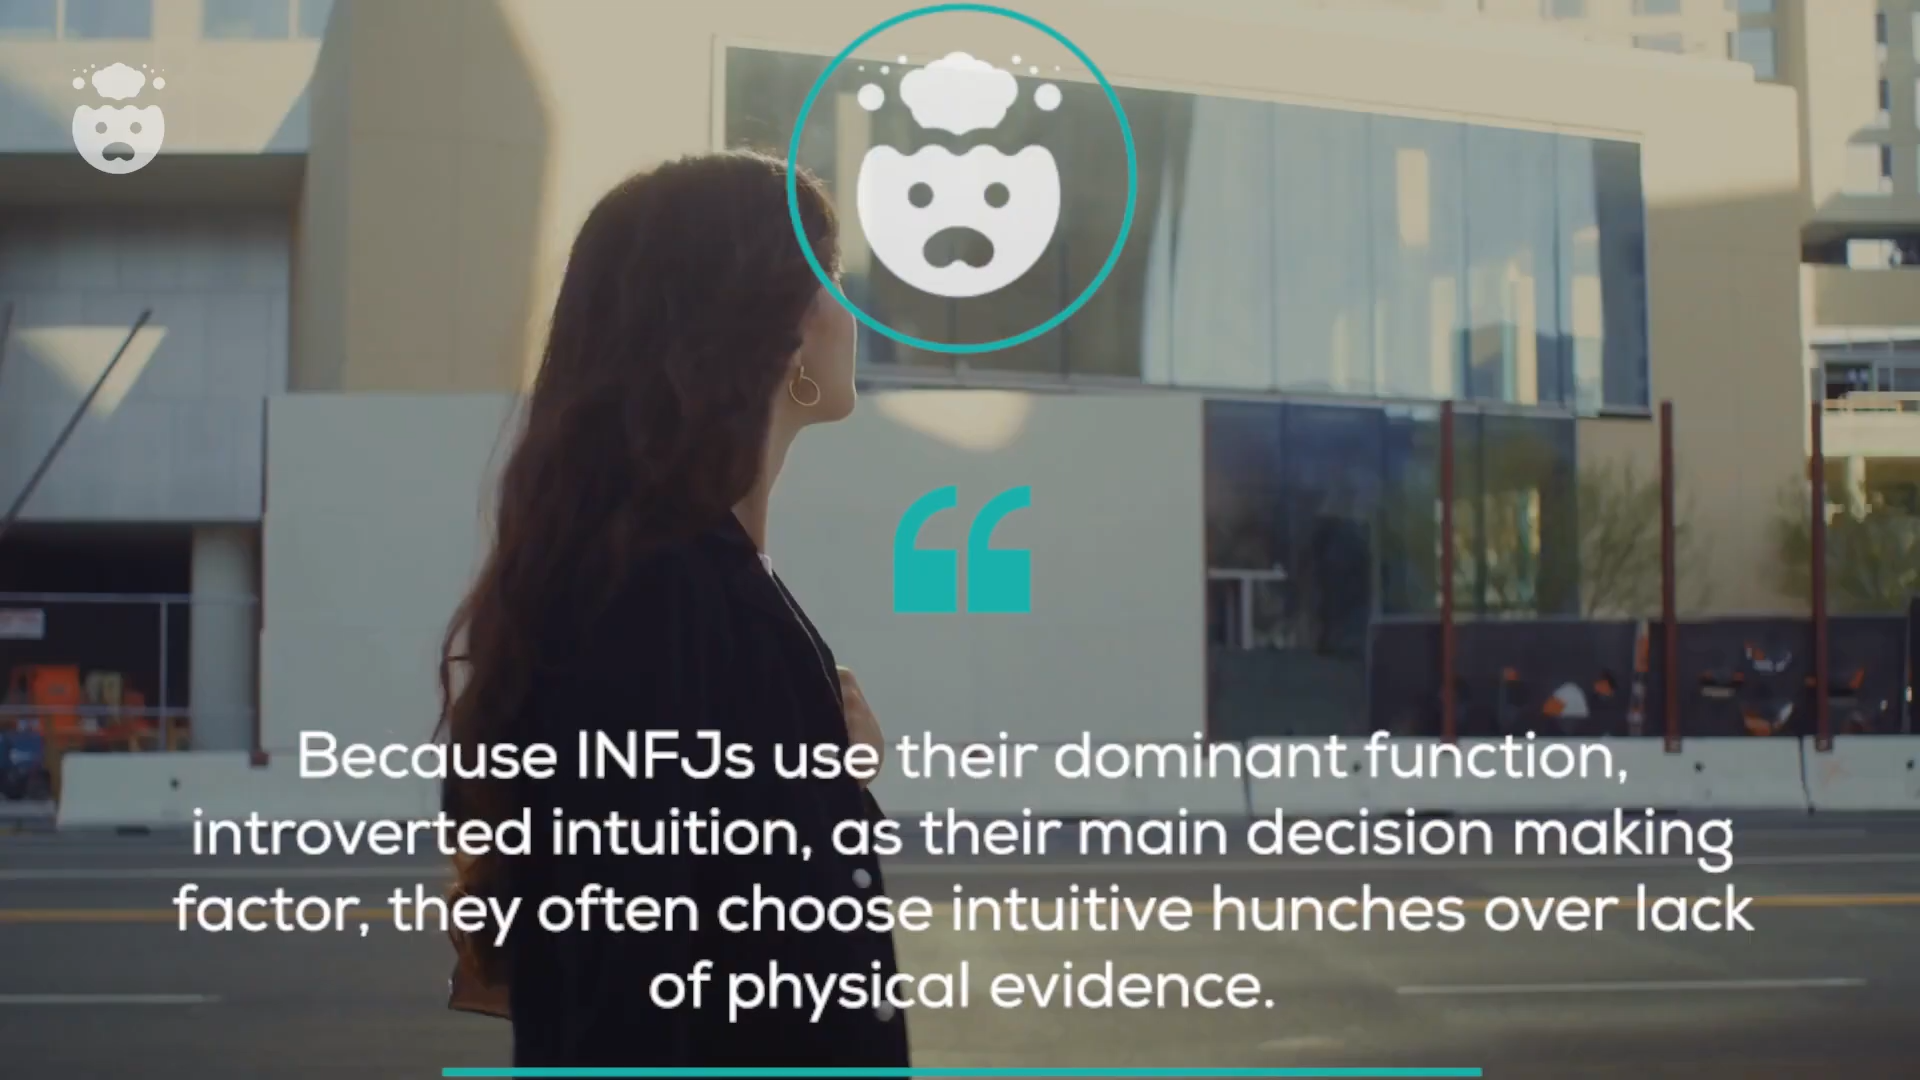 Because INFJs use their dominant function,
introverted intuition, as their main decision making
factor, they often choose intuitive hunches over lack
of physical evidence.